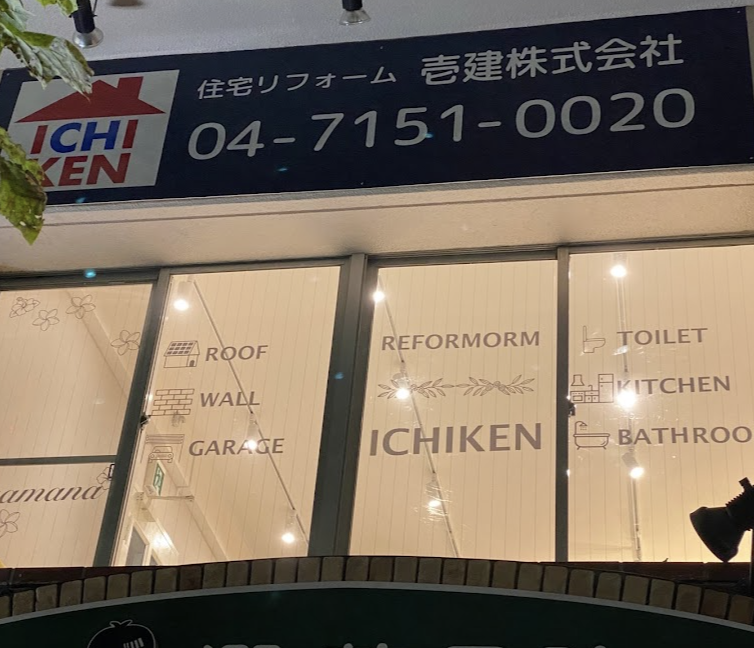 住宅リフォーム 壱建株式会社
ICHI
KEN
04-7151-0020
ROOF
WALL
GARAGE
REFORMORM
ICHIKEN
TOILET
KITCHEN
BATHROO
amana